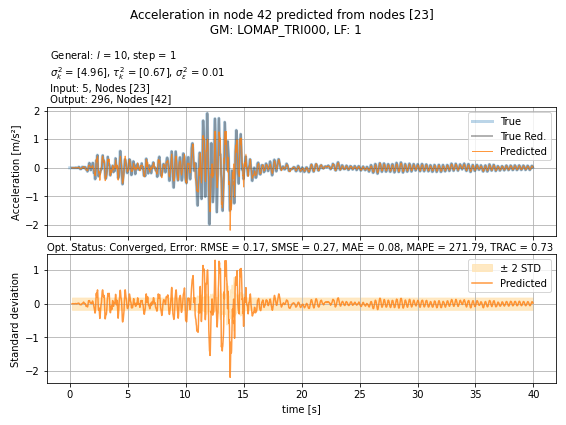 Acceleration in node 42 predicted from nodes [23]
GM: LOMAP_TRI000, LF: 1
General: l = 10, step = 1
σ²ₖ = [4.96], τ²ₖ = [0.67], σ²ε = 0.01
Input: 5, Nodes [23]
Output: 296, Nodes [42]
True
True Red.
Predicted
Acceleration [m/s²]
2
1
0
−1
−2
Opt. Status: Converged, Error: RMSE = 0.17, SMSE = 0.27, MAE = 0.08, MAPE = 271.79, TRAC = 0.73
± 2 STD
Predicted
Standard deviation
1
0
−1
−2
0 5 10 15 20 25 30 35 40
time [s]